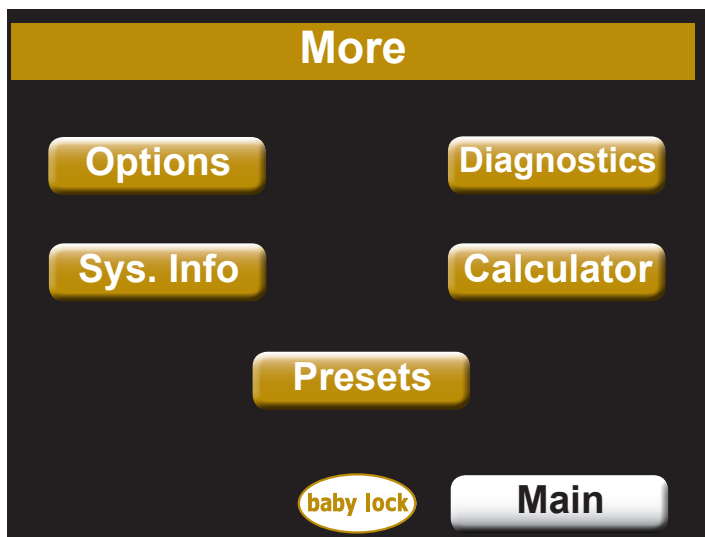 More
Options
Diagnostics
Sys. Info
Calculator
Presets
baby lock
Main